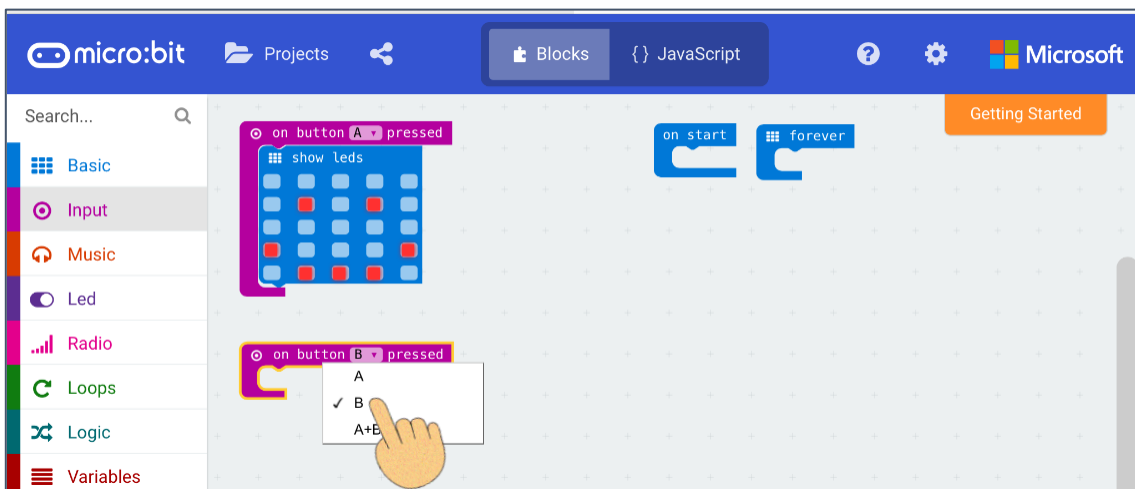 micro:bit Projects Blocks {} JavaScript ? Microsoft
Search...
Getting Started
Basic
Input
Music
Led
Radio
Loops
Logic
Variables
on button A pressed
show leds
on start
forever
on button B pressed
A
✓ B
A+B